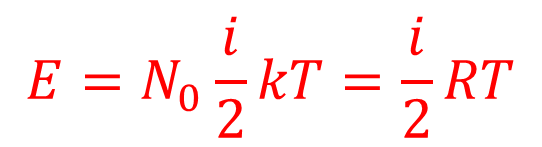 E = N₀ i/2 kT = i/2 RT